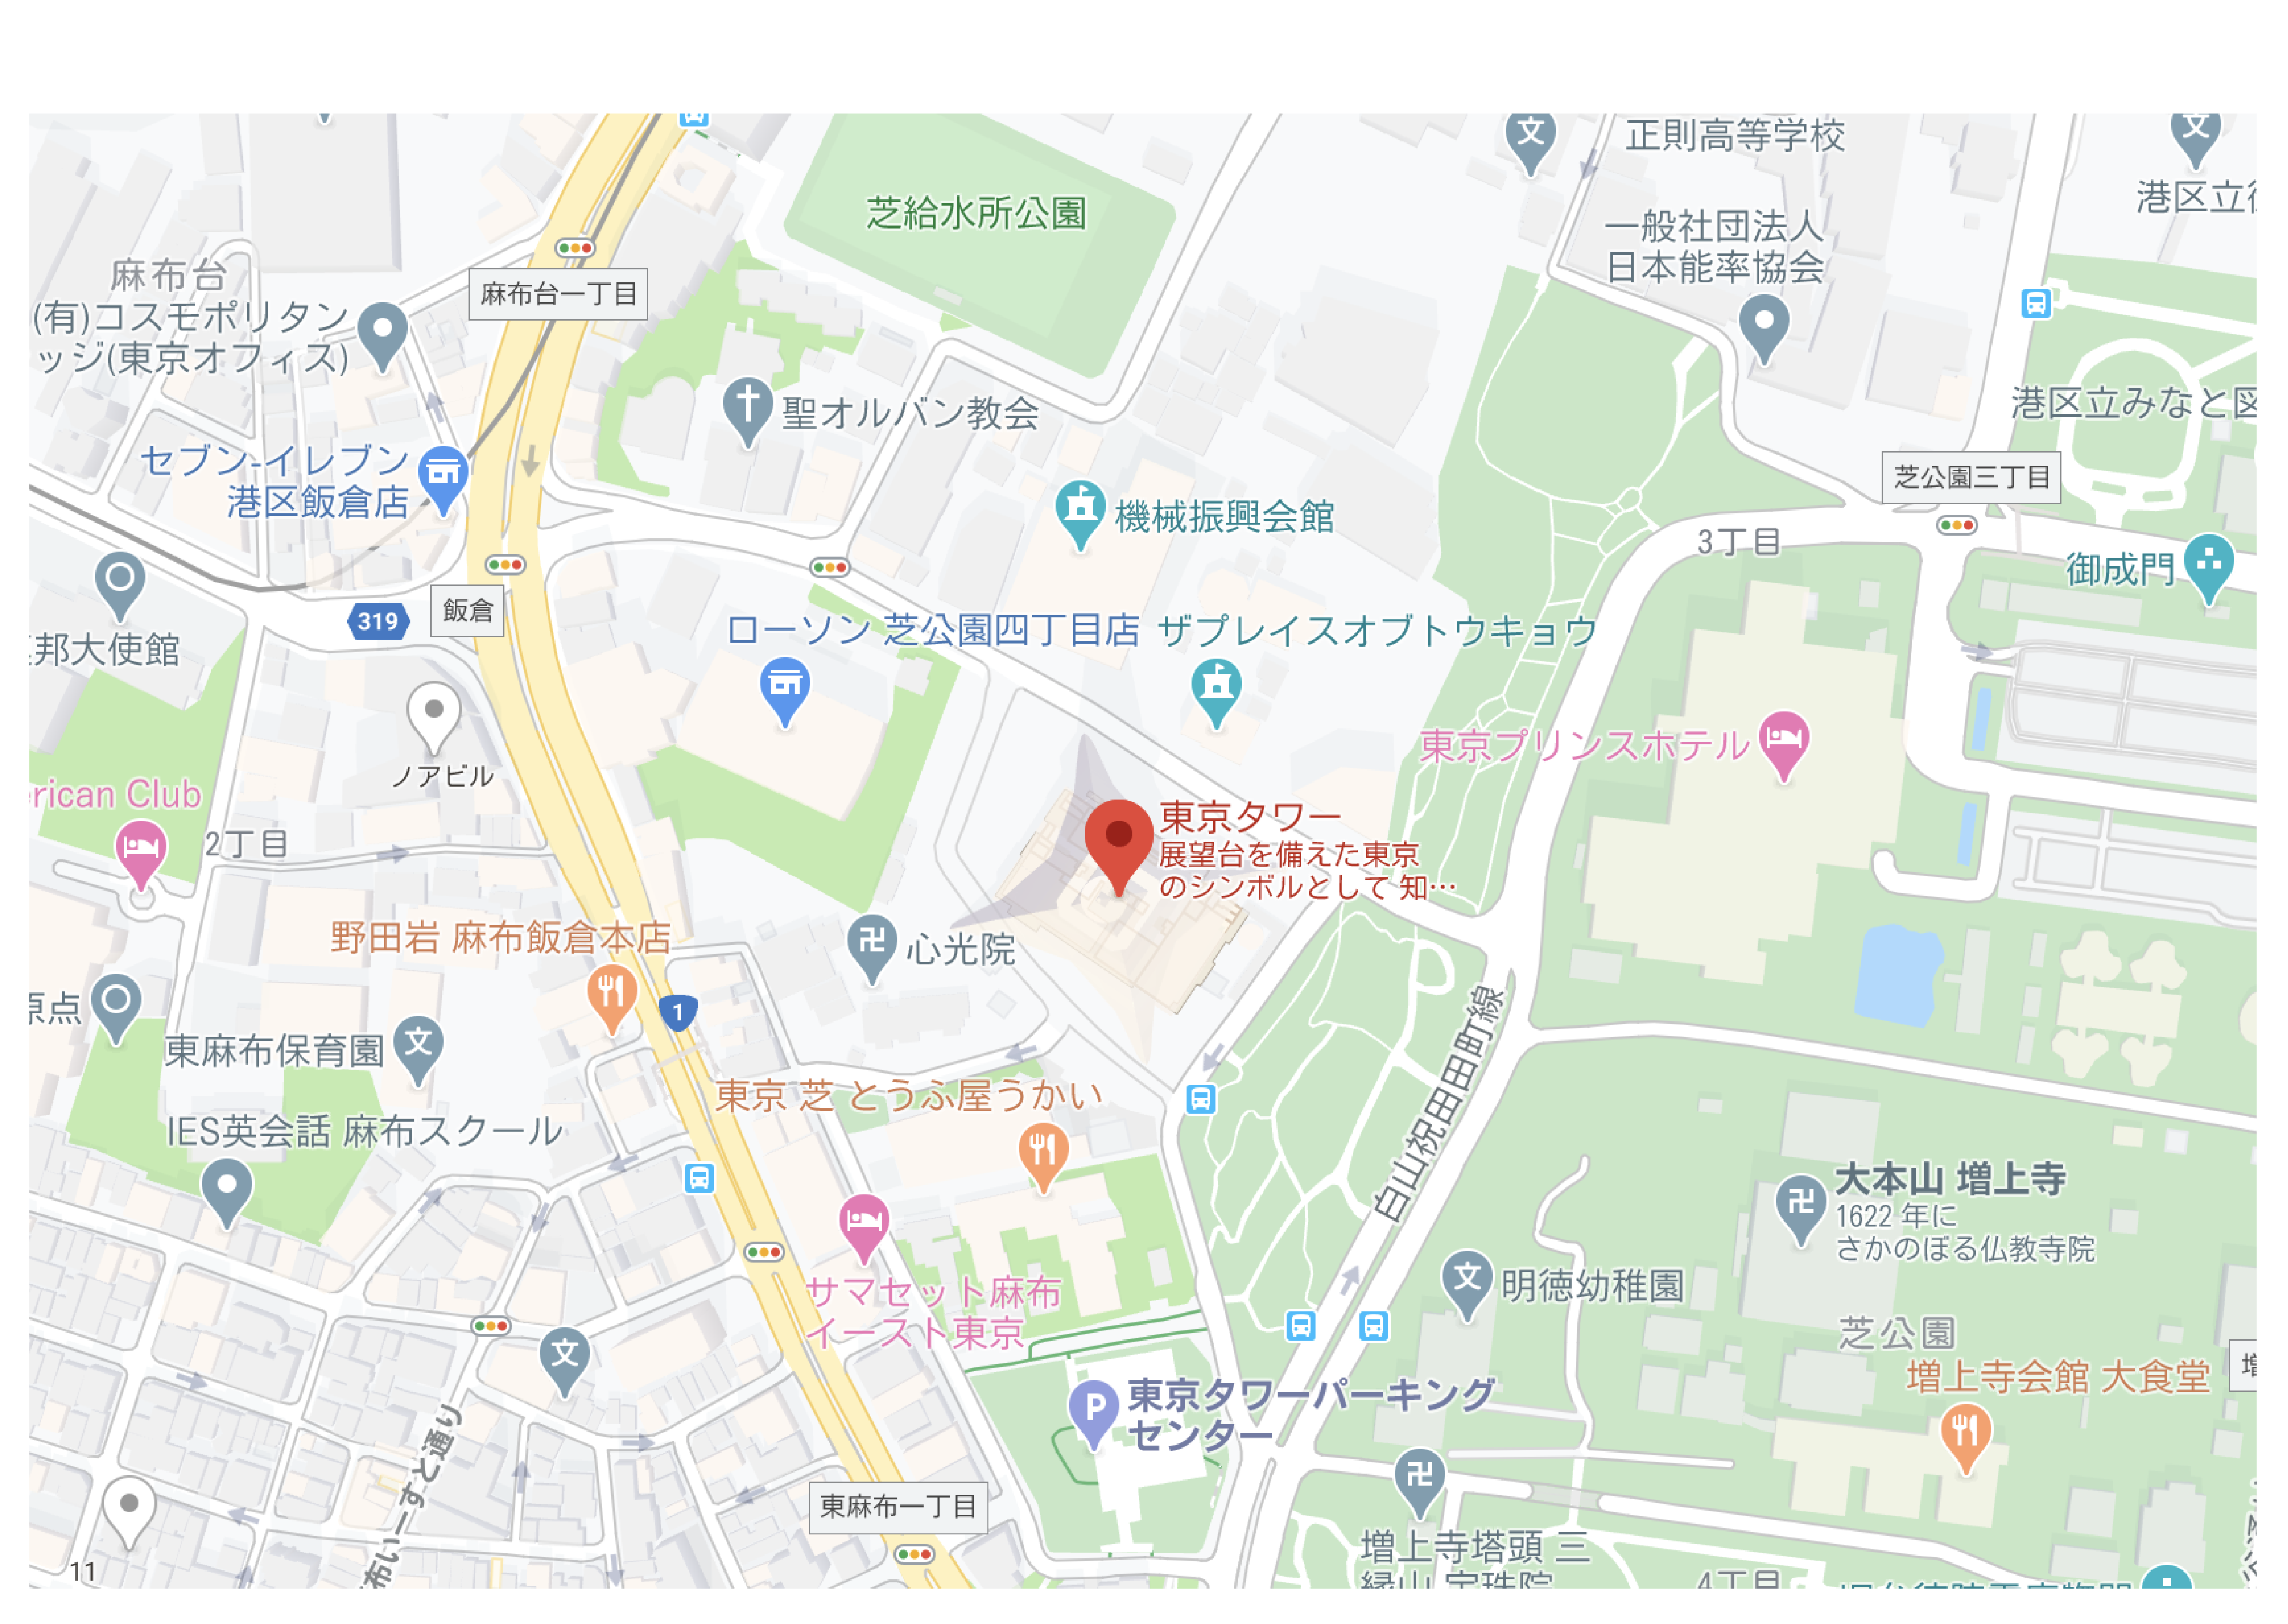 正則高等学校
港区立
芝給水所公園
一般社団法人
日本能率協会
麻布台
麻布台一丁目
(有)コスモポリタン
ッジ(東京オフィス)
港区立みなと図
聖オルバン教会
セブン-イレブン
港区飯倉店
芝公園三丁目
機械振興会館
3丁目
御成門
319
飯倉
ローソン 芝公園四丁目店
ザプレイスオブトウキョウ
邦大使館
東京プリンスホテル
ノアビル
rican Club
東京タワー
展望台を備えた東京
のシンボルとして 知…
2丁目
野田岩 麻布飯倉本店
心光院
原点
1
白山祝田田町線
東麻布保育園
東京 芝 とうふ屋うかい
IES英会話 麻布スクール
大本山 増上寺
1622 年に
さかのぼる仏教寺院
明徳幼稚園
サマセット麻布
イースト東京
芝公園
増上寺会館 大食堂
増
P
東京タワーパーキング
センター
布いーすと通り
東麻布一丁目
増上寺塔頭 三
縁山 宝珠院
11
4丁目